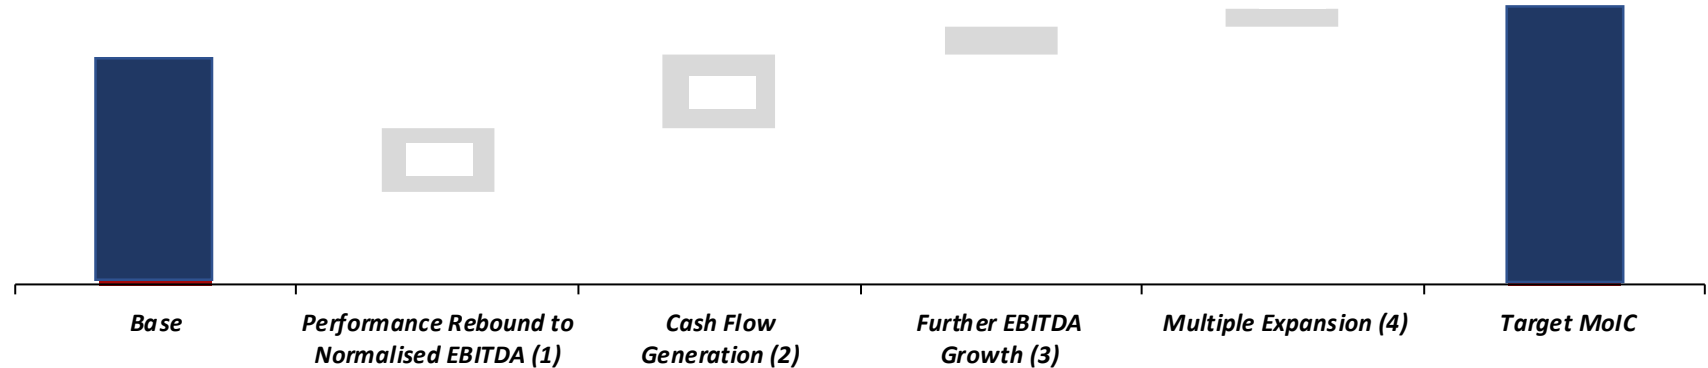 Base
Performance Rebound to
Normalised EBITDA (1)
Cash Flow
Generation (2)
Further EBITDA
Growth (3)
Multiple Expansion (4)
Target MoIC